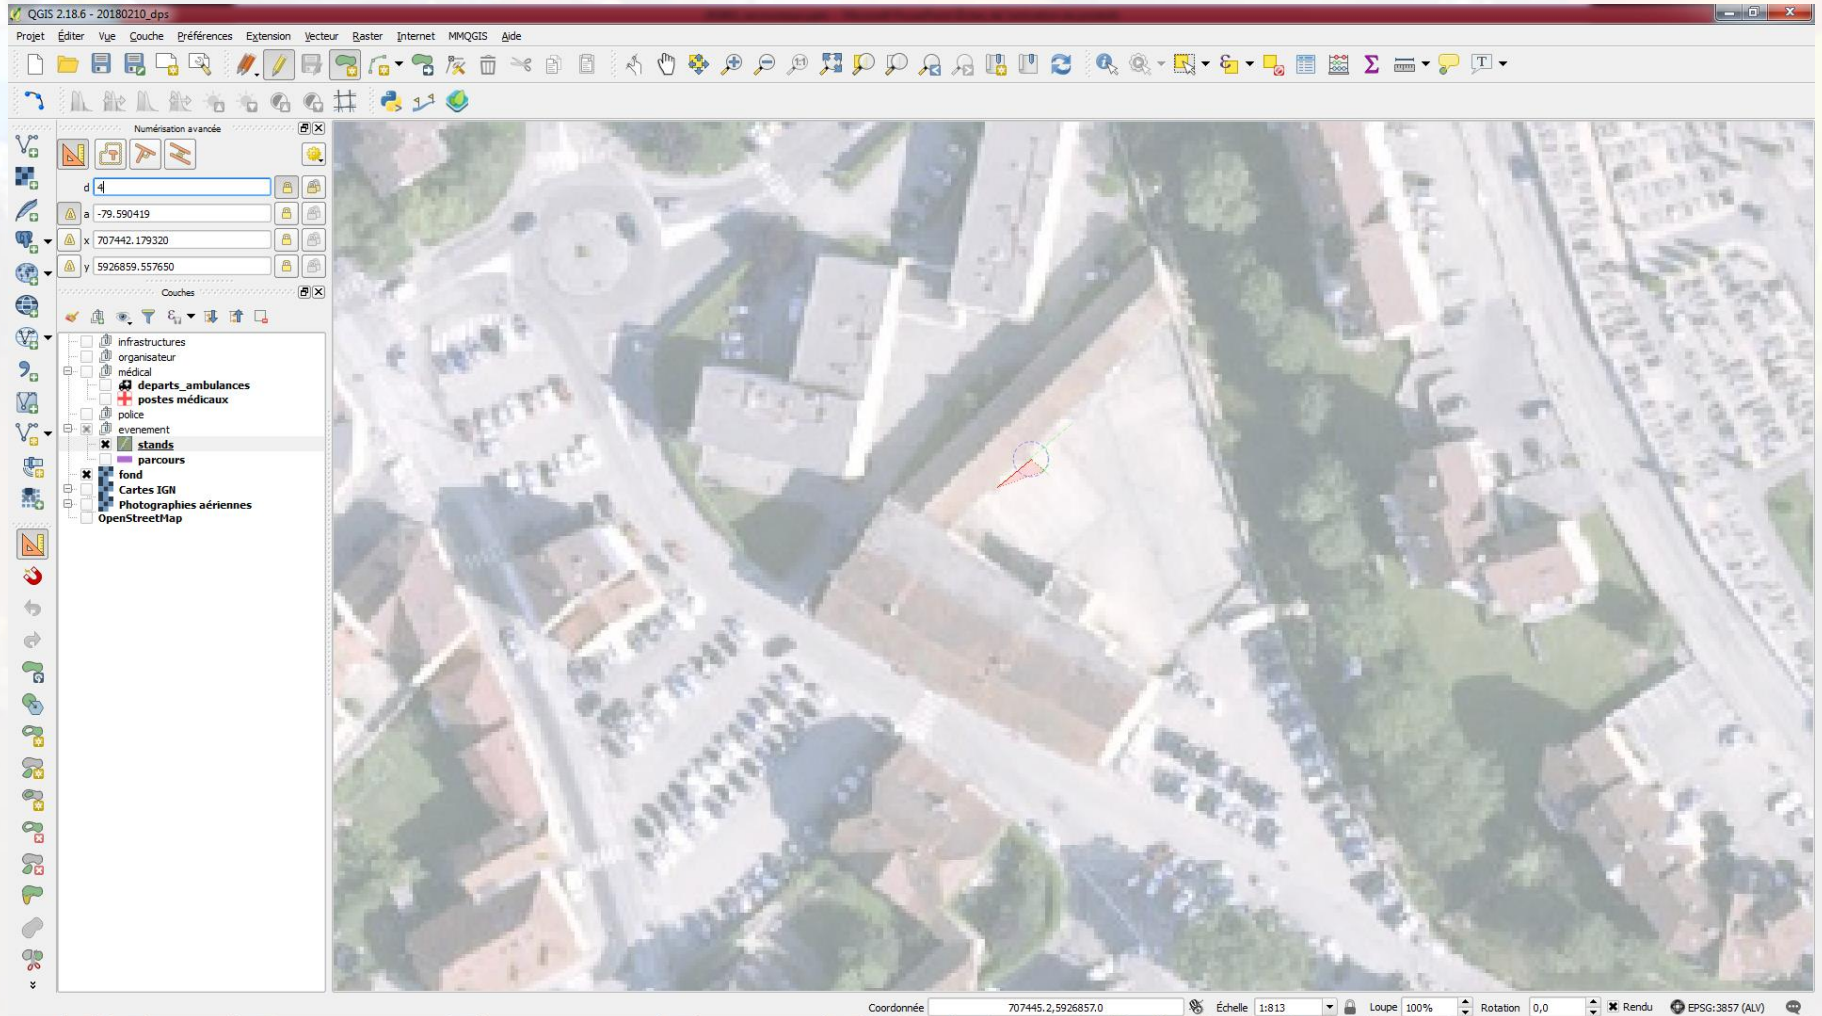 QGIS 2.18.6 - 20180210_dps
Projet Éditer Vue Couche Préférences Extension Vecteur Raster Internet MMQGIS Aide
Numérisation avancée
d 4
a -79.590419
x 707442.179320
y 5926859.557650
Couches
infrastructures
organisateur
médical
departs_ambulances
postes médicaux
police
evenement
stands
parcours
fond
Cartes IGN
Photographies aériennes
OpenStreetMap
Coordonnée 707445.2,5926857.0 Échelle 1:813 Loupe 100% Rotation 0,0 Rendu EPSG:3857 (ALV)